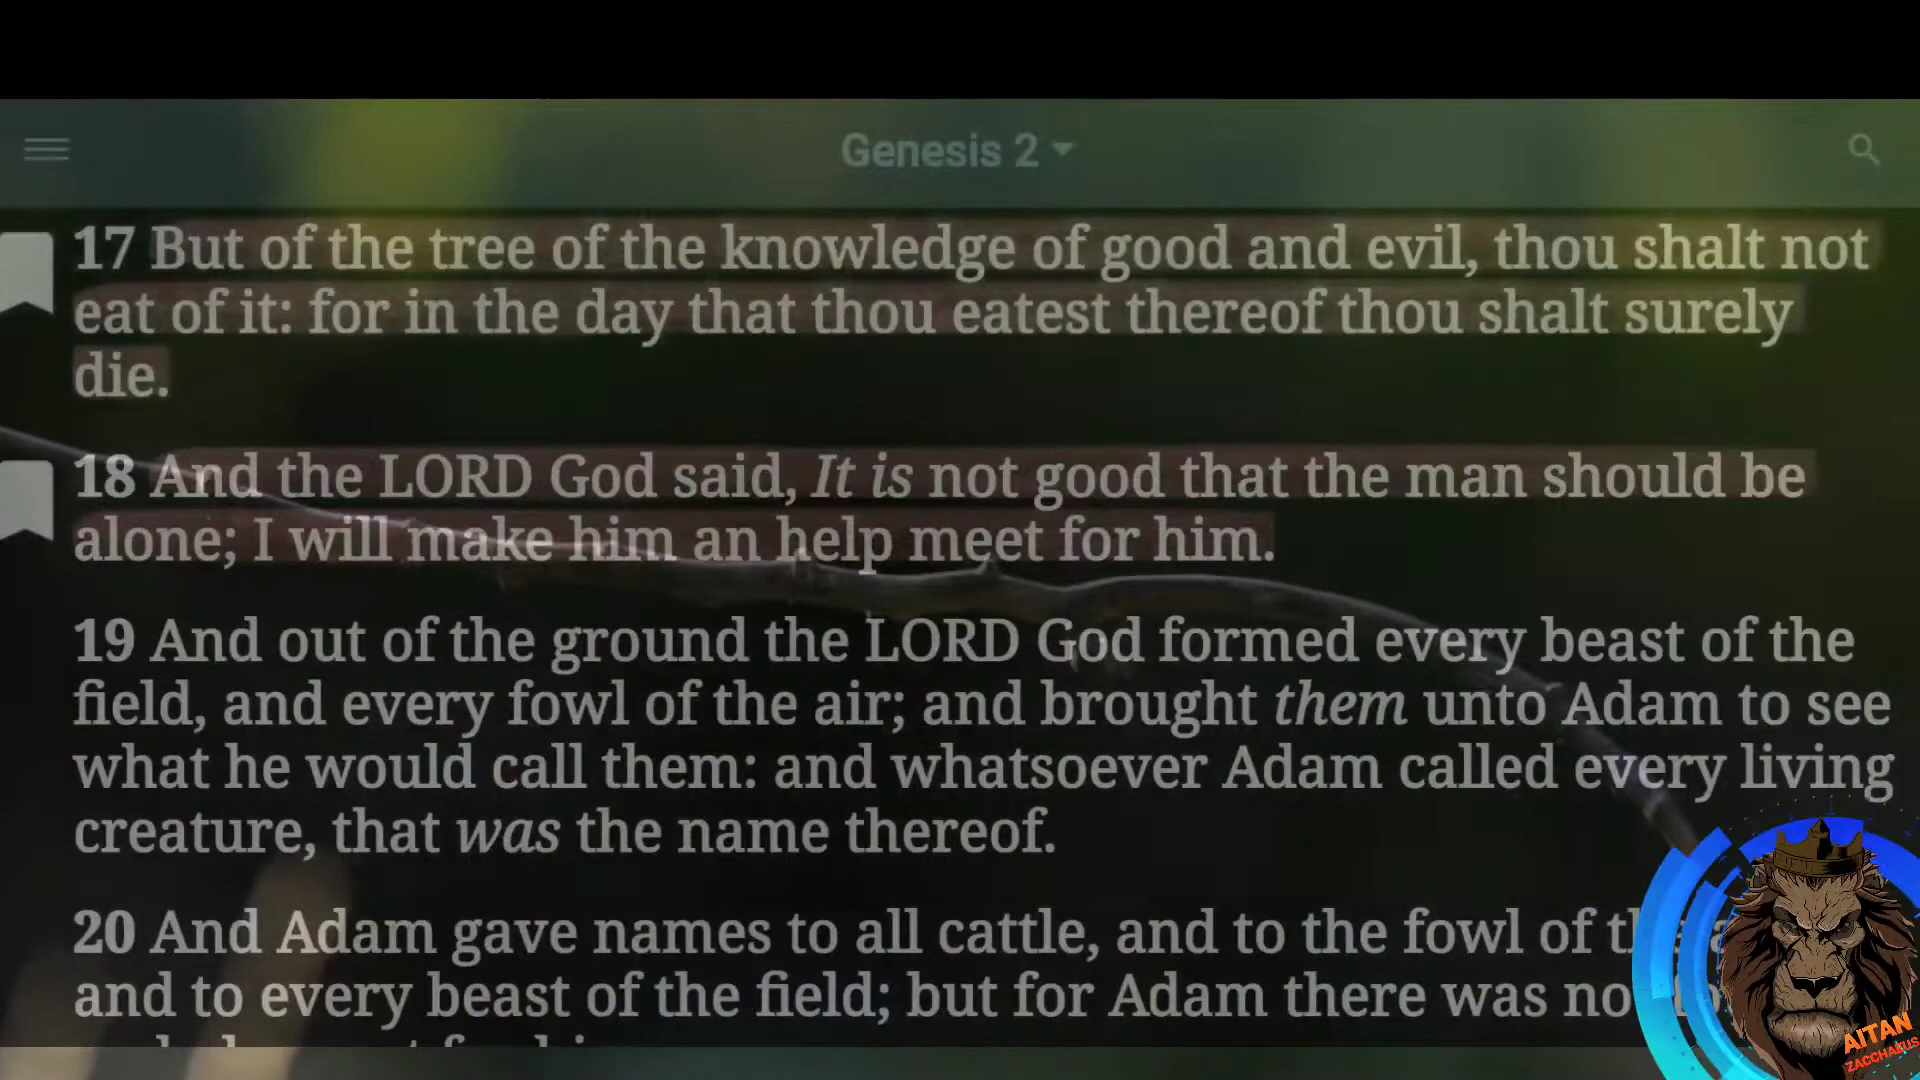 Genesis 2
17 But of the tree of the knowledge of good and evil, thou shalt not
eat of it: for in the day that thou eatest thereof thou shalt surely
die.
18 And the LORD God said, It is not good that the man should be
alone; I will make him an help meet for him.
19 And out of the ground the LORD God formed every beast of the
field, and every fowl of the air; and brought them unto Adam to see
what he would call them: and whatsoever Adam called every living
creature, that was the name thereof.
20 And Adam gave names to all cattle, and to the fowl of
and to every beast of the field; but for Adam there was no
AITAN
ZACCHAEUS